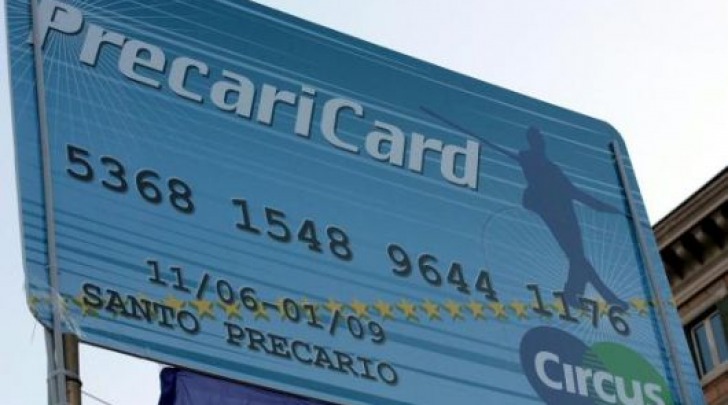 PrecariCard
5368 1548 9644 1176
11/06-01/09
SANTO PRECARIO
Circus